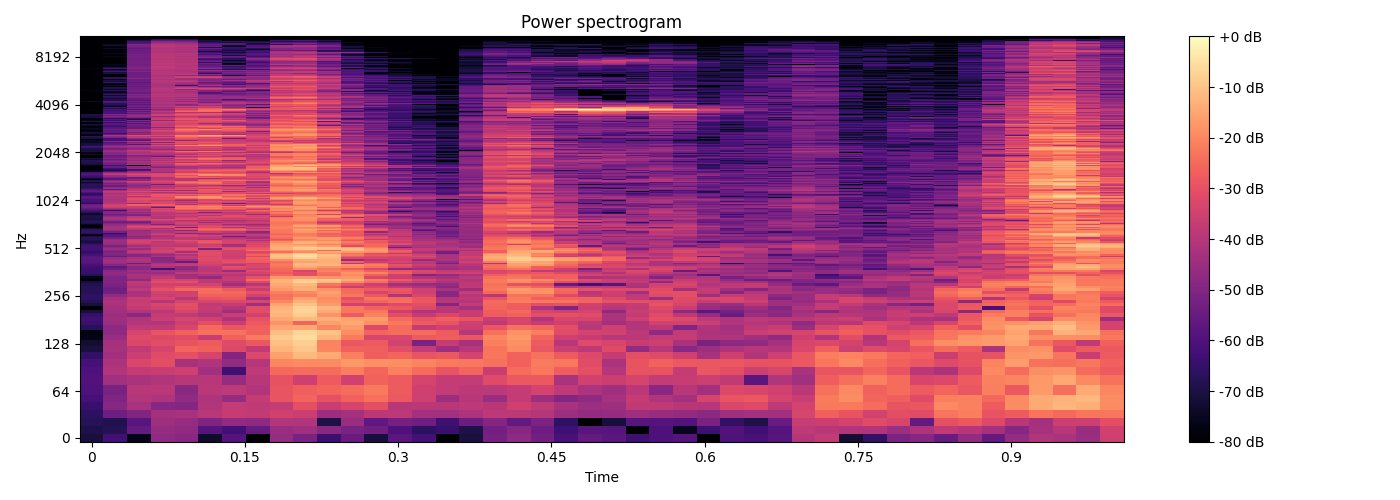 Power spectrogram
Hz
8192
4096
2048
1024
512
256
128
64
0
0 0.15 0.3 0.45 0.6 0.75 0.9
Time
+0 dB
-10 dB
-20 dB
-30 dB
-40 dB
-50 dB
-60 dB
-70 dB
-80 dB